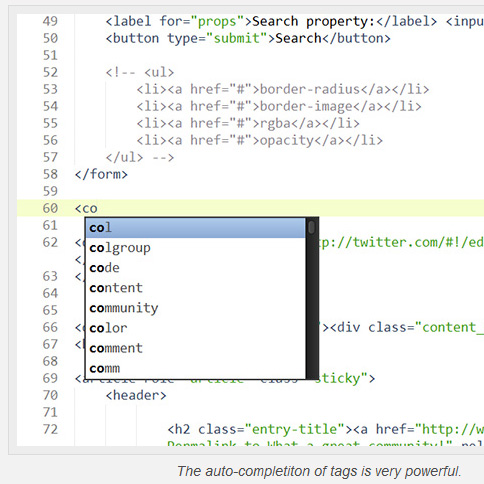 49 <label for="props">Search property:</label> <inpu
50 <button type="submit">Search</button>
51
52 <!-- <ul>
53 <li><a href="#">border-radius</a></li>
54 <li><a href="#">border-image</a></li>
55 <li><a href="#">rgba</a></li>
56 <li><a href="#">opacity</a></li>
57 </ul> -->
58 </form>
59
60 <co
61 col
colgroup
62 tp://twitter.com/#!/ed
code
content
63
64 community
65 color
66 "><div class="content_
67 comment
68 comm
69 sticky">
70 <header>
71
72 <h2 class="entry-title"><a href="http://w
Permalink to What a great community!" rel
The auto-completiton of tags is very powerful.